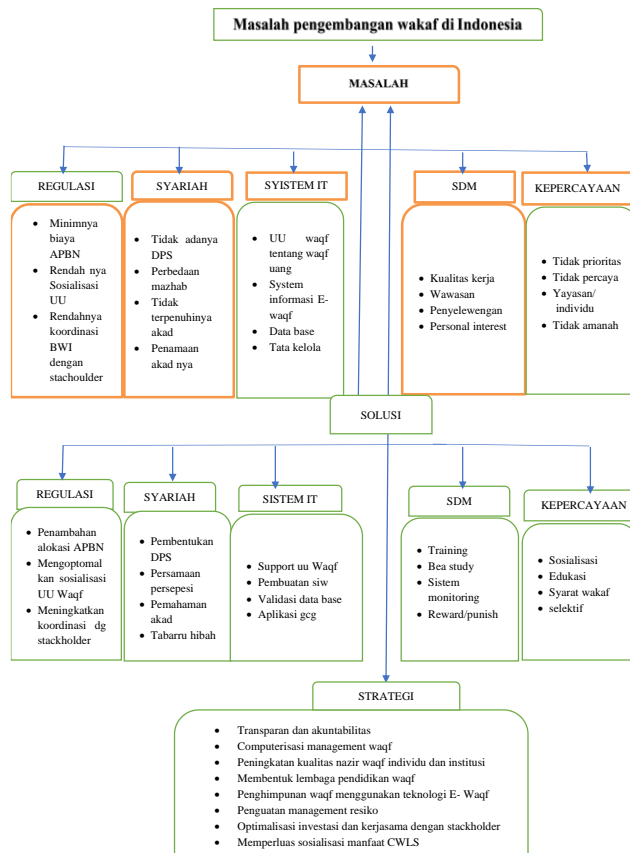 Masalah pengembangan wakaf di Indonesia
MASALAH
REGULASI
• Minimnya
biaya
APBN
• Rendah nya
Sosialisasi
UU
• Rendahnya
koordinasi
BWI
dengan
stachoulder
SYARIAH
• Tidak adanya
DPS
• Perbedaan
mazhab
• Tidak
terpenuhinya
akad
• Penamaan
akad nya
SYISTEM IT
• UU waqf
tentang waqf
uang
• System
informasi E-
waqf
• Data base
• Tata kelola
SDM
• Kualitas kerja
• Wawasan
• Penyelewengan
• Personal interest
KEPERCAYAAN
• Tidak prioritas
• Tidak percaya
• Yayasan/
individu
• Tidak amanah
SOLUSI
REGULASI
• Penambahan
alokasi APBN
• Mengoptomal
kan sosialisasi
UU Waqf
• Meningkatkan
koordinasi dg
stackholder
SYARIAH
• Pembentukan
DPS
• Persamaan
persepesi
• Pemahaman
akad
• Tabarru hibah
SISTEM IT
• Support uu Waqf
• Pembuatan siw
• Validasi data base
• Aplikasi gcg
SDM
• Training
• Bea study
• Sistem
monitoring
• Reward/punish
KEPERCAYAAN
• Sosialisasi
• Edukasi
• Syarat wakaf
• selektif
STRATEGI
• Transparan dan akuntabilitas
• Computerisasi management waqf
• Peningkatan kualitas nazir waqf individu dan institusi
• Membentuk lembaga pendidikan waqf
• Penghimpunan waqf menggunakan teknologi E- Waqf
• Penguatan management resiko
• Optimalisasi investasi dan kerjasama dengan stackholder
• Memperluas sosialisasi manfaat CWLS